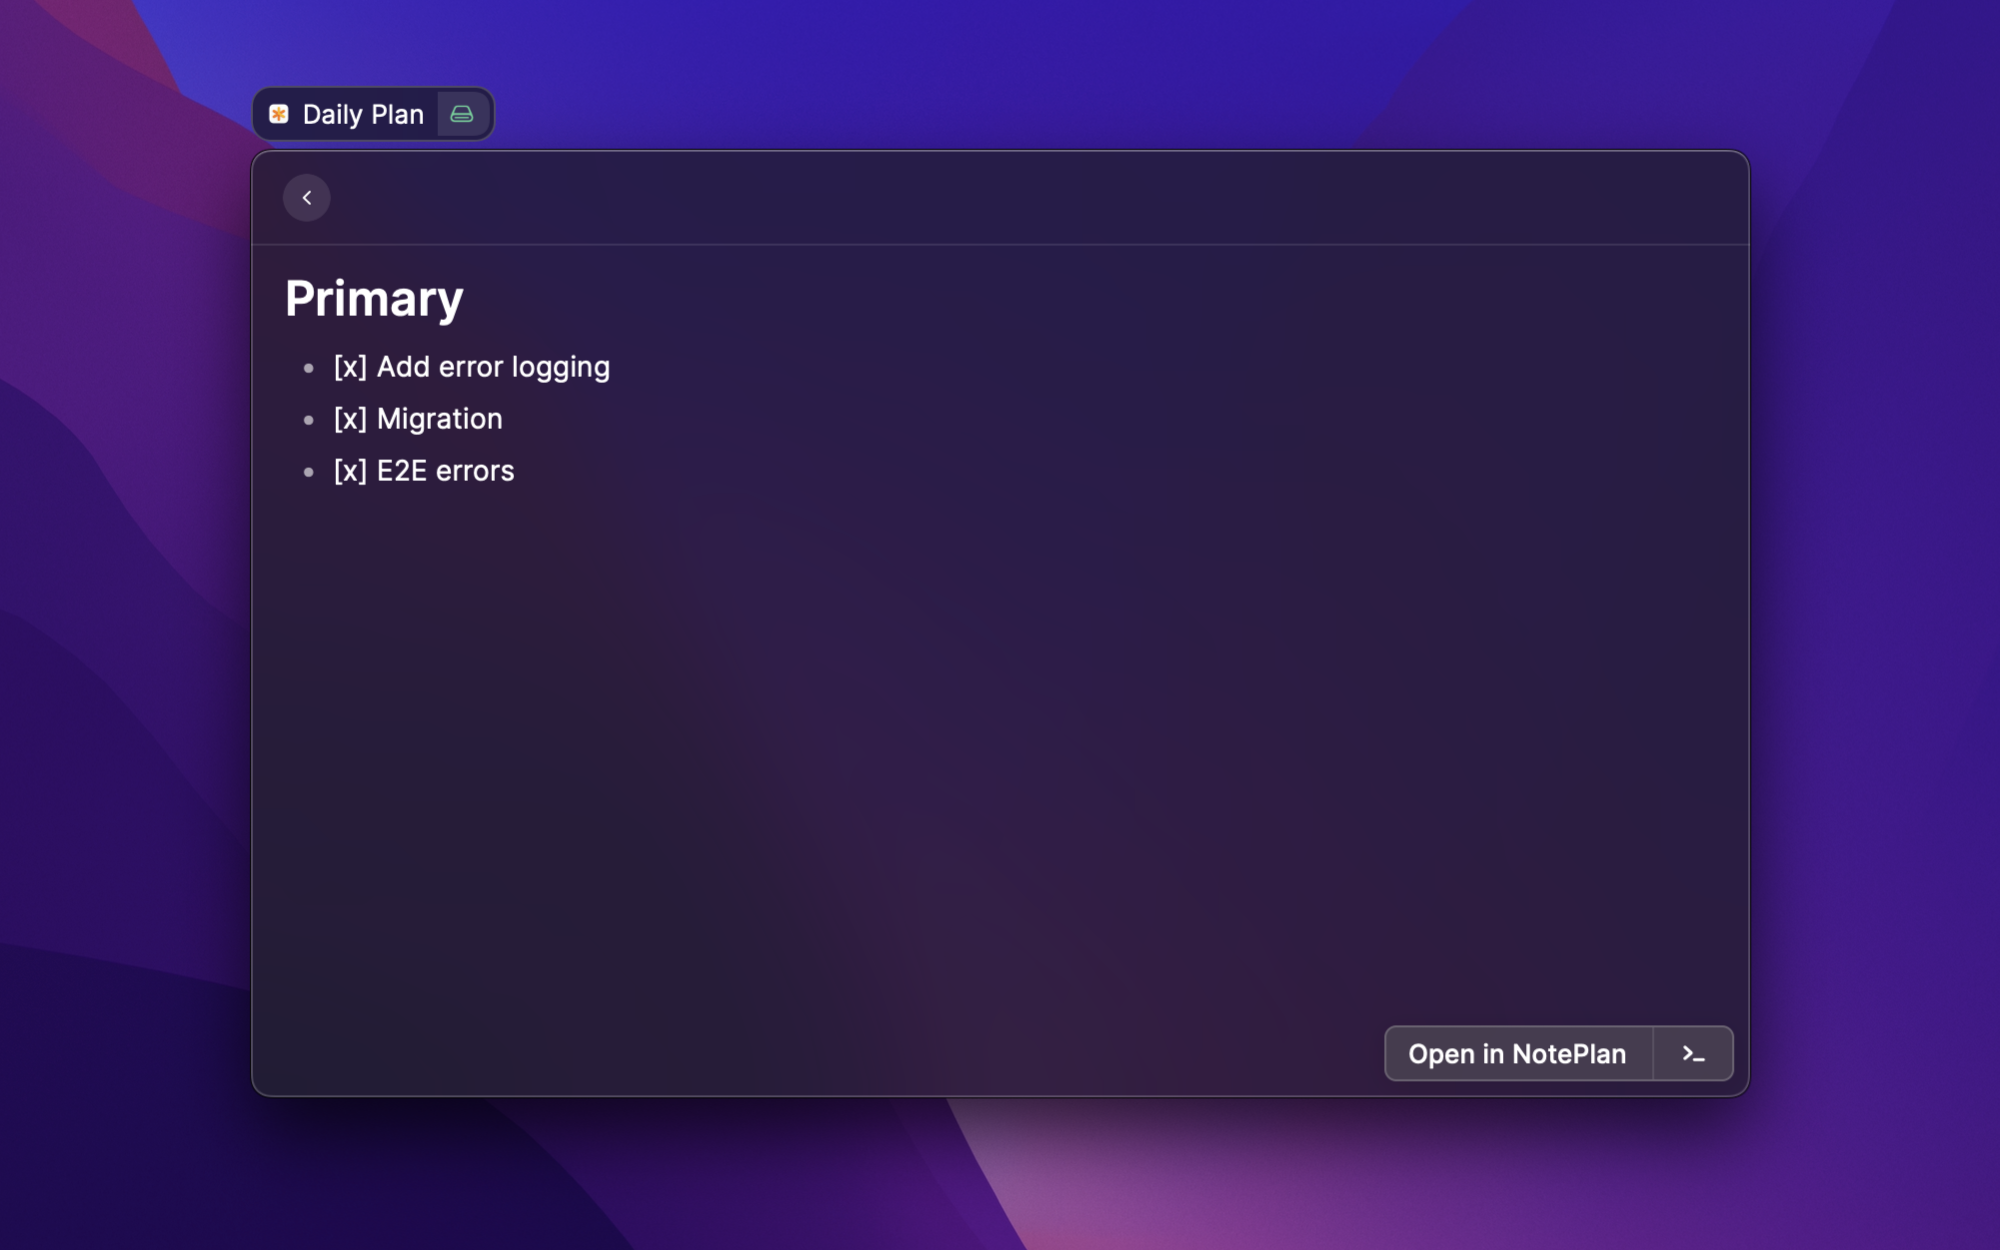 Daily Plan
Primary
[x] Add error logging
[x] Migration
[x] E2E errors
Open in NotePlan